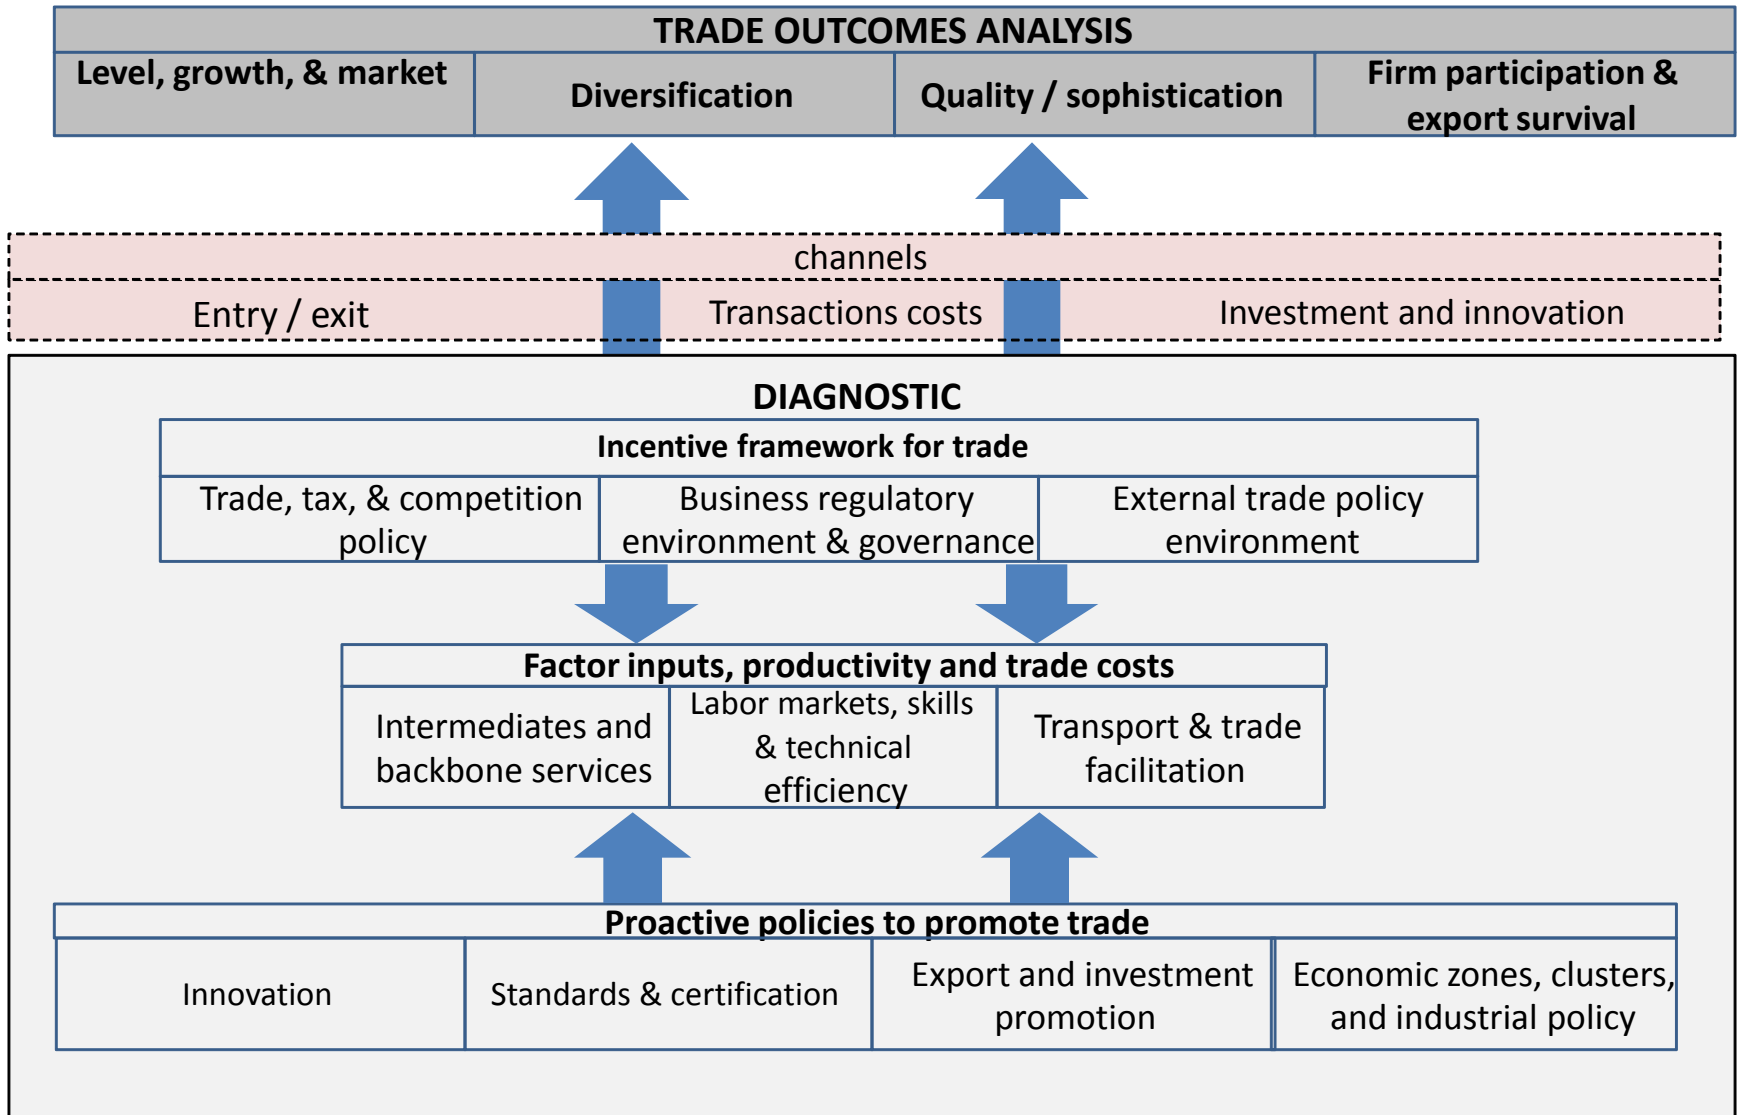 TRADE OUTCOMES ANALYSIS
Level, growth, & market
Diversification
Quality / sophistication
Firm participation &
export survival
channels
Entry / exit
Transactions costs
Investment and innovation
DIAGNOSTIC
Incentive framework for trade
Trade, tax, & competition
policy
Business regulatory
environment & governance
External trade policy
environment
Factor inputs, productivity and trade costs
Intermediates and
backbone services
Labor markets, skills
& technical
efficiency
Transport & trade
facilitation
Proactive policies to promote trade
Innovation
Standards & certification
Export and investment
promotion
Economic zones, clusters,
and industrial policy